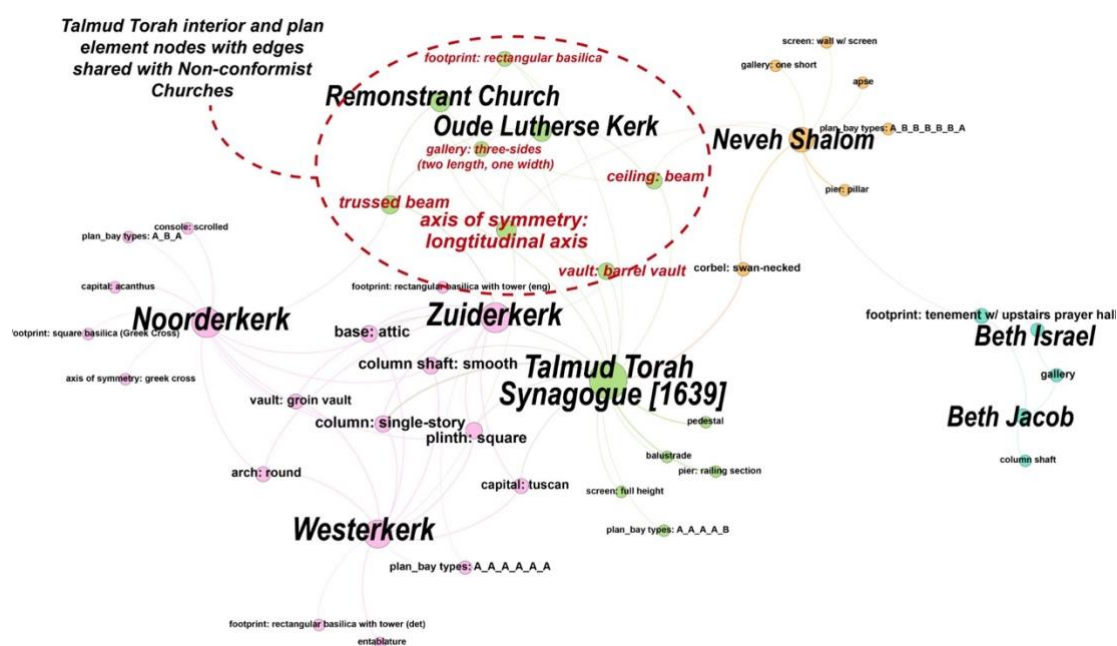 Talmud Torah interior and plan
element nodes with edges
shared with Non-conformist
Churches
footprint: rectangular basilica
Remonstrant Church
Oude Lutherse Kerk
gallery: three-sides
(two length, one width)
ceiling: beam
trussed beam
axis of symmetry:
longtitudinal axis
vault: barrel vault
screen: wall w/ screen
gallery: one short
apse
plan_bay types: A_B_B_B_B_B_A
Neveh Shalom
pier: pillar
corbel: swan-necked
console: scrolled
plan_bay types: A_B_A
capital: acanthus
footprint: rectangular basilica with tower (eng)
Noorderkerk
Zuiderkerk
footprint: square basilica (Greek Cross)
base: attic
column shaft: smooth
axis of symmetry: greek cross
vault: groin vault
Talmud Torah
Synagogue [1639]
column: single-story
plinth: square
arch: round
capital: tuscan
Westerkerk
plan_bay types: A_A_A_A_A_A
footprint: rectangular basilica with tower (det)
entablature
pedestal
balustrade
pier: railing section
screen: full height
plan_bay types: A_A_A_A_B
footprint: tenement w/ upstairs prayer hall
Beth Israel
gallery
Beth Jacob
column shaft